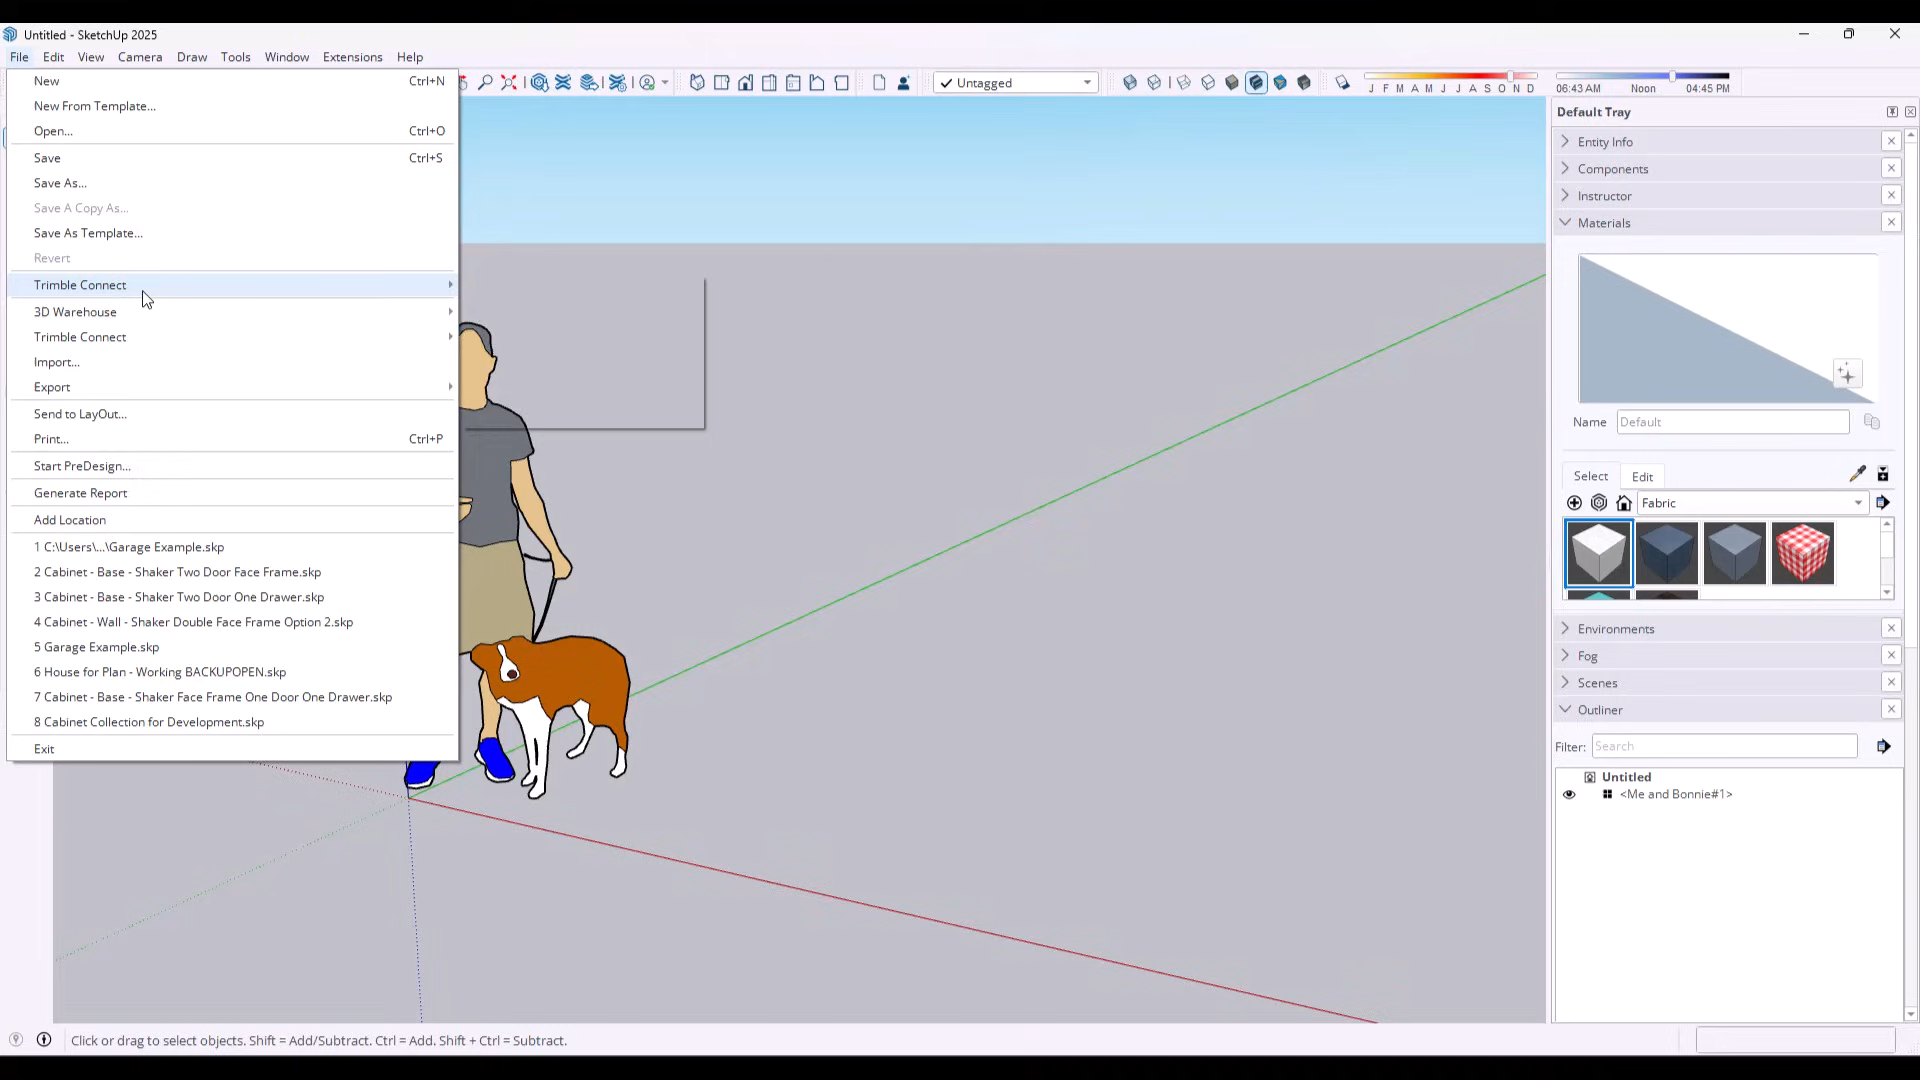 Untitled - SketchUp 2025
File Edit View Camera Draw Tools Window Extensions Help
New Ctrl+N
New From Template...
Open... Ctrl+O
Save Ctrl+S
Save As...
Save A Copy As...
Save As Template...
Revert
Trimble Connect
3D Warehouse
Trimble Connect
Import...
Export
Send to LayOut...
Print... Ctrl+P
Start PreDesign...
Generate Report
Add Location
1 C:\Users\...\Garage Example.skp
2 Cabinet - Base - Shaker Two Door Face Frame.skp
3 Cabinet - Base - Shaker Two Door One Drawer.skp
4 Cabinet - Wall - Shaker Double Face Frame Option 2.skp
5 Garage Example.skp
6 House for Plan - Working BACKUPOPEN.skp
7 Cabinet - Base - Shaker Face Frame One Door One Drawer.skp
8 Cabinet Collection for Development.skp
Exit
Untagged
J F M A M J J A S O N D
06:43 AM Noon 04:45 PM
Default Tray
Entity Info
Components
Instructor
Materials
Name Default
Select Edit
Fabric
Environments
Fog
Scenes
Outliner
Filter: Search
Untitled
<Me and Bonnie#1>
Click or drag to select objects. Shift = Add/Subtract. Ctrl = Add. Shift + Ctrl = Subtract.